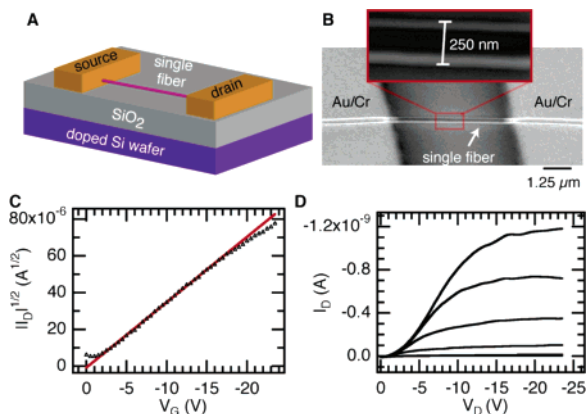 A
source
single
fiber
drain
SiO2
doped Si wafer
B
250 nm
Au/Cr
Au/Cr
single fiber
1.25 µm
C
80x10-6
60
40
20
0
|ID|1/2 (A1/2)
0 -5 -10 -15 -20
VG (V)
D
-1.2x10-9
-0.8
-0.4
0.0
ID (A)
0 -5 -10 -15 -20 -25
VD (V)